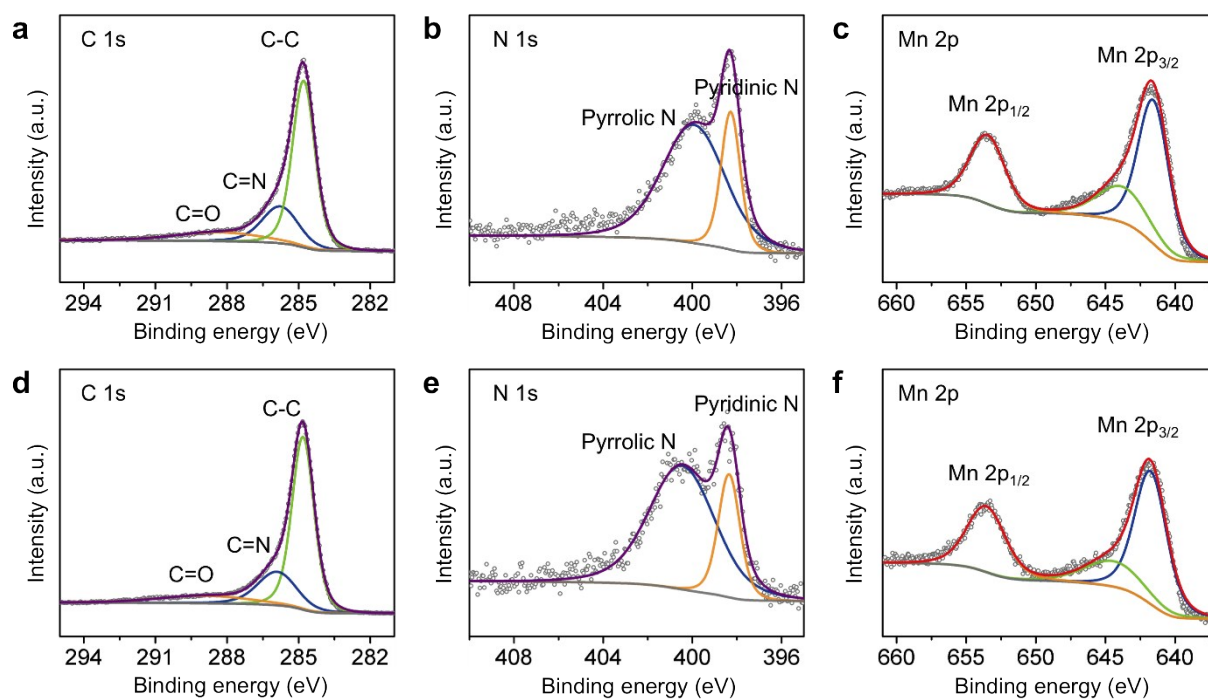 a
C 1s
C-C
C=N
C=O
Intensity (a.u.)
294 291 288 285 282
Binding energy (eV)
b
N 1s
Pyridinic N
Pyrrolic N
Intensity (a.u.)
408 404 400 396
Binding energy (eV)
c
Mn 2p
Mn 2p3/2
Mn 2p1/2
Intensity (a.u.)
660 655 650 645 640
Binding energy (eV)
d
C 1s
C-C
C=N
C=O
Intensity (a.u.)
294 291 288 285 282
Binding energy (eV)
e
N 1s
Pyridinic N
Pyrrolic N
Intensity (a.u.)
408 404 400 396
Binding energy (eV)
f
Mn 2p
Mn 2p3/2
Mn 2p1/2
Intensity (a.u.)
660 655 650 645 640
Binding energy (eV)